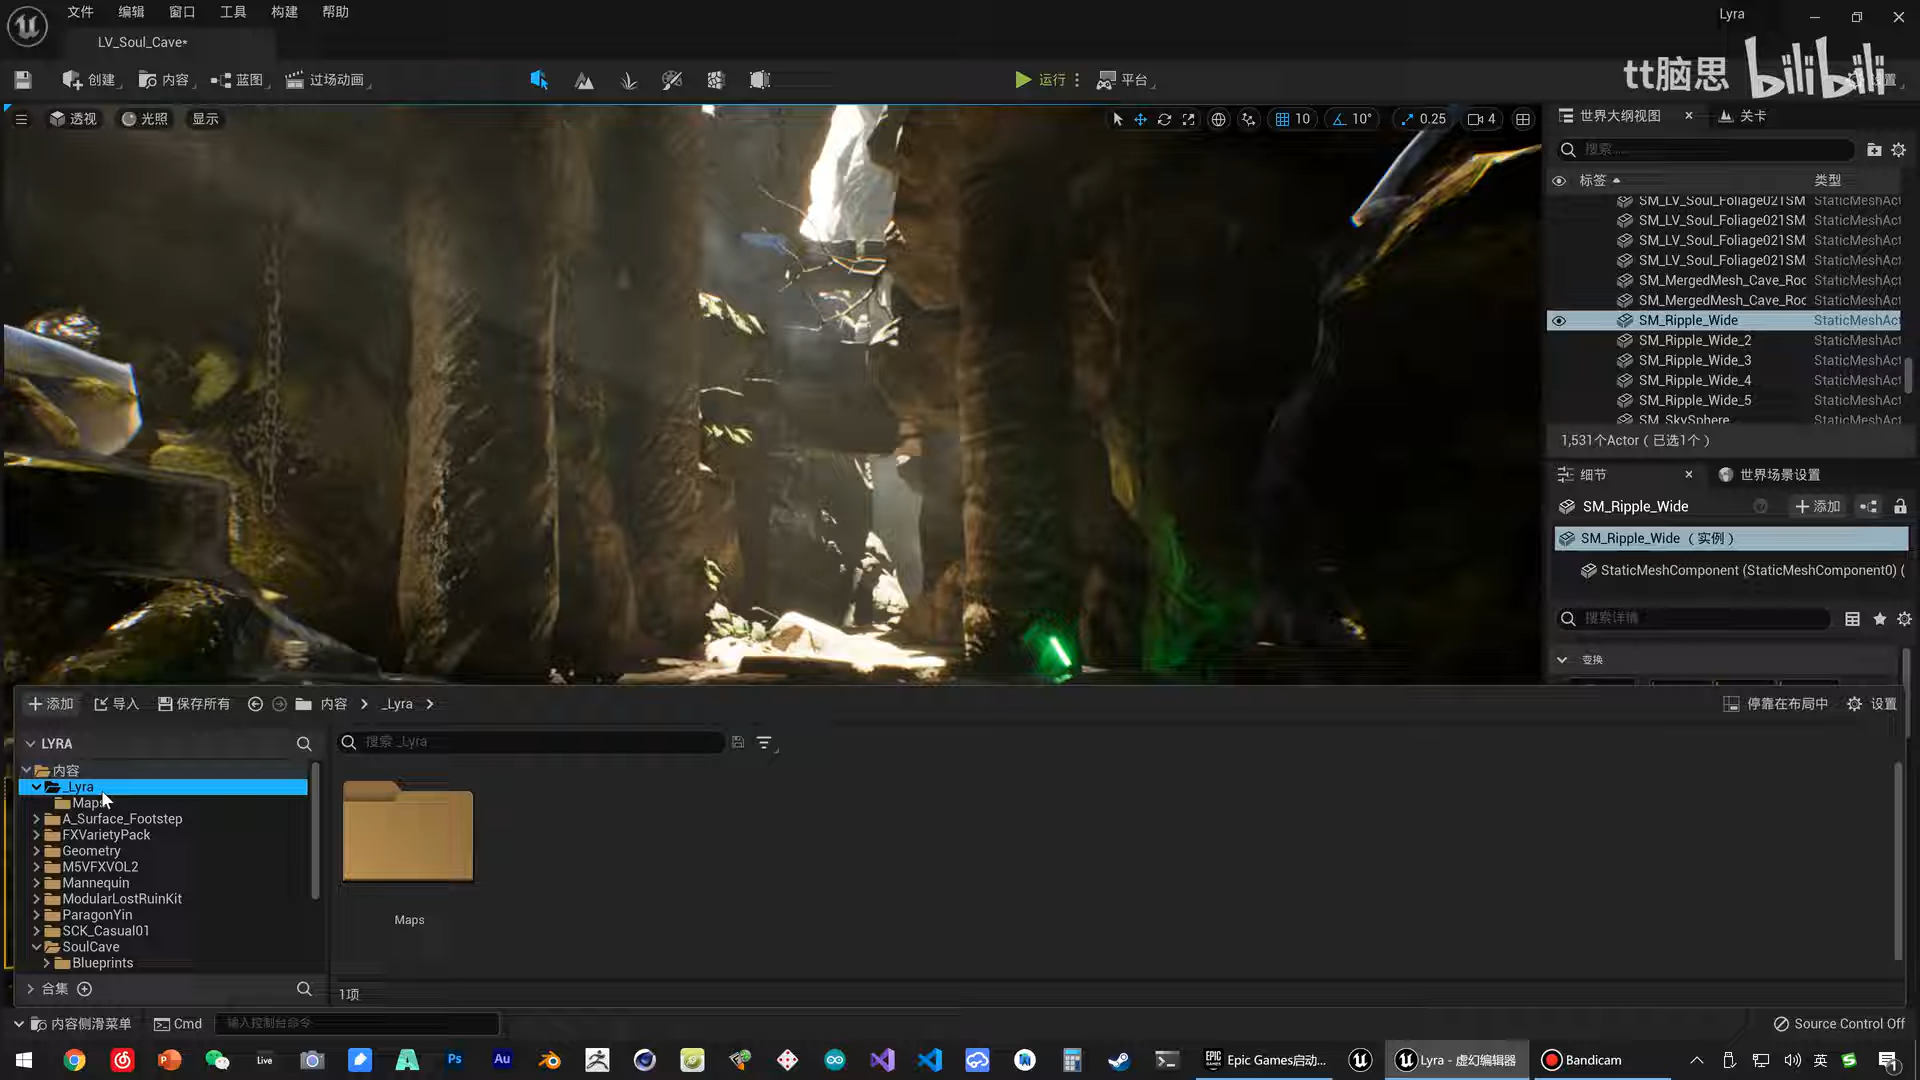 文件 编辑 窗口 工具 构建 帮助
Lyra
LV_Soul_Cave*
创建 内容 蓝图 过场动画 运行 平台
tt脑思 bilibili
透视 光照 显示
10 10° 0.25 4
世界大纲视图 关卡
搜索......
标签 类型
SM_LV_Soul_Foliage021SM StaticMeshAct
SM_LV_Soul_Foliage021SM StaticMeshAct
SM_LV_Soul_Foliage021SM StaticMeshAct
SM_LV_Soul_Foliage021SM StaticMeshAct
SM_MergedMesh_Cave_Roc StaticMeshAct
SM_MergedMesh_Cave_Roc StaticMeshAct
SM_Ripple_Wide StaticMeshAct
SM_Ripple_Wide_2 StaticMeshAct
SM_Ripple_Wide_3 StaticMeshAct
SM_Ripple_Wide_4 StaticMeshAct
SM_Ripple_Wide_5 StaticMeshAct
SM_SkySphere
1,531个Actor（已选1个）
细节 世界场景设置
SM_Ripple_Wide 添加
SM_Ripple_Wide（实例）
StaticMeshComponent (StaticMeshComponent0) (
搜索详情
变换
添加 导入 保存所有 内容 _Lyra 停靠在布局中 设置
LYRA
搜索 _Lyra
内容
_Lyra
Maps
A_Surface_Footstep
FXVarietyPack
Geometry
M5VFXVOL2
Mannequin
ModularLostRuinKit
ParagonYin
SCK_Casual01
SoulCave
Blueprints
Maps
合集
1项
内容侧滑菜单 Cmd 输入控制台命令 Source Control Off
Live Ps Au Epic Games启动... Lyra - 虚幻编辑器 Bandicam 英